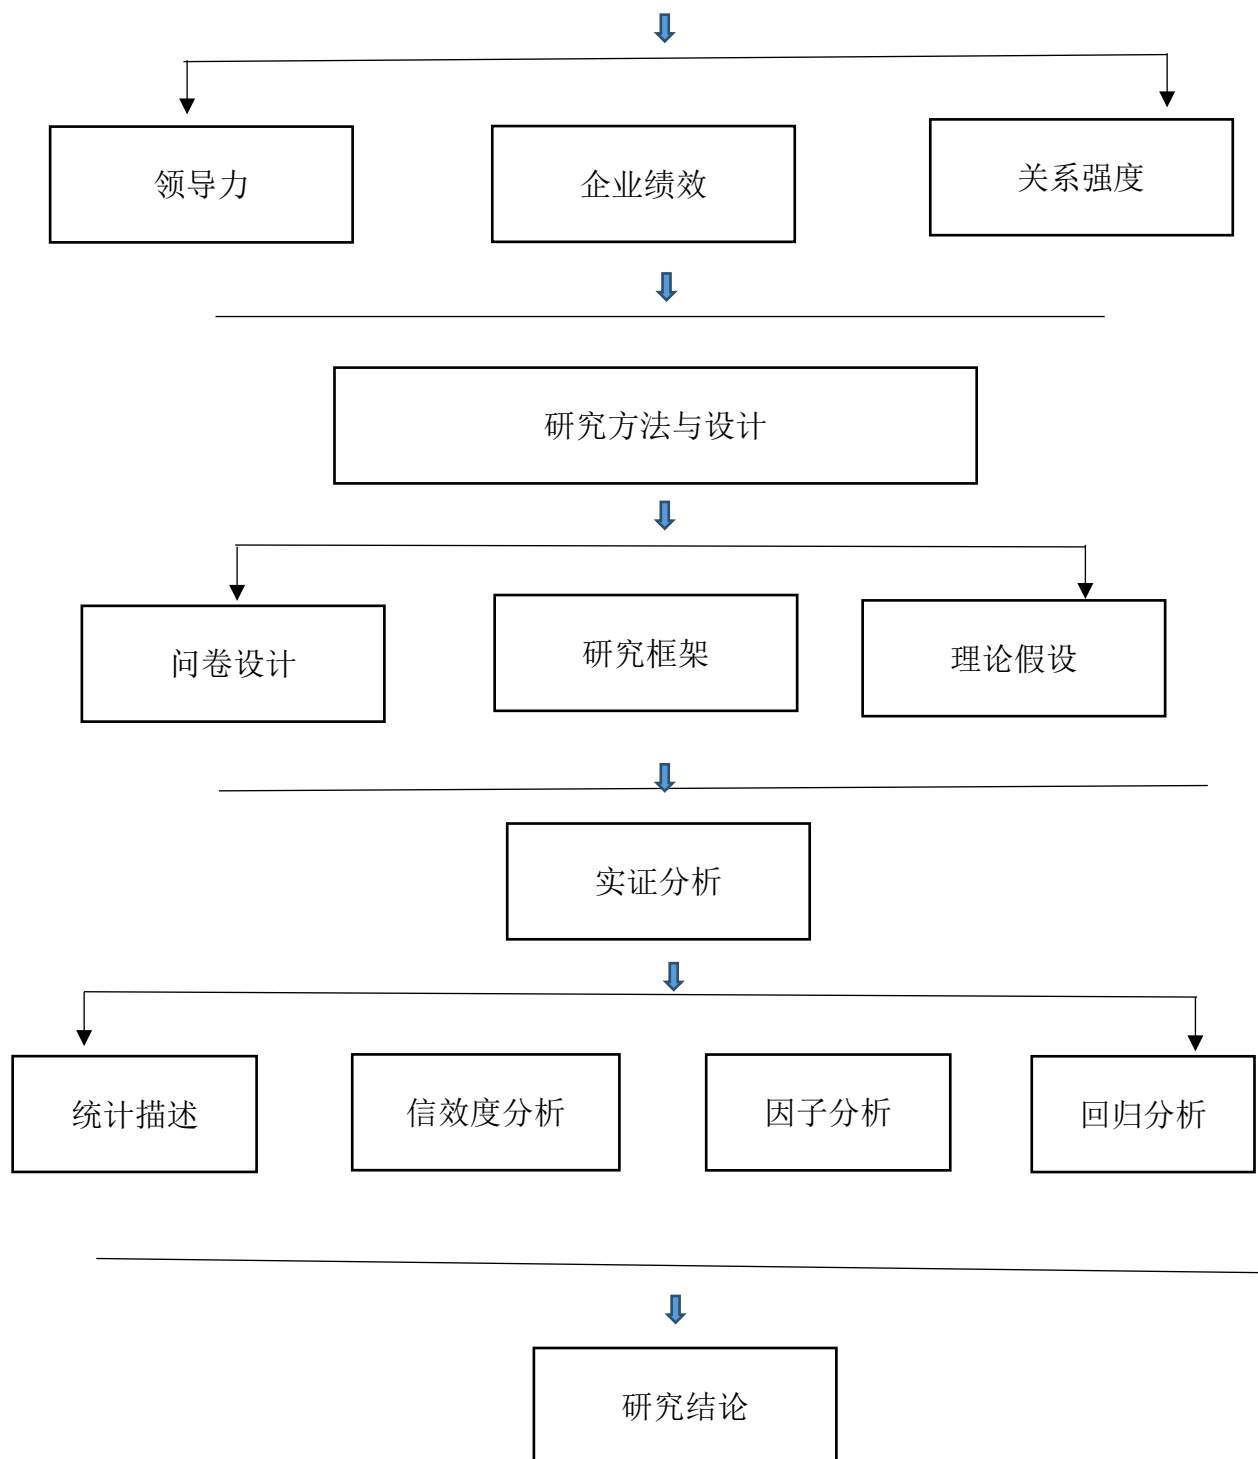 领导力
企业绩效
关系强度
研究方法与设计
问卷设计
研究框架
理论假设
实证分析
统计描述
信效度分析
因子分析
回归分析
研究结论